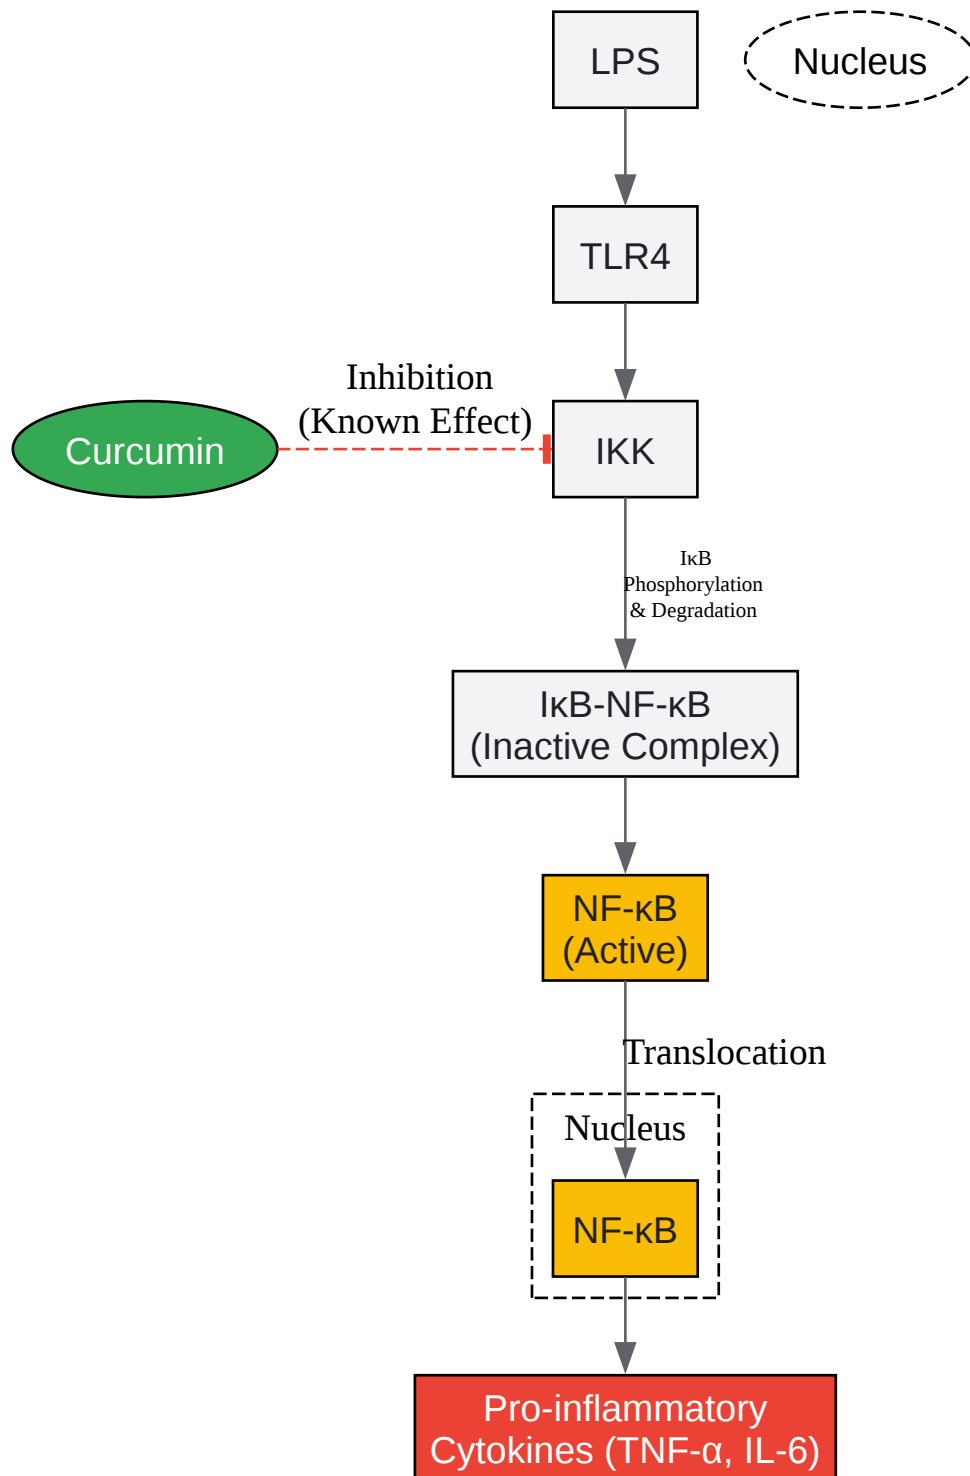 LPS
Nucleus
TLR4
Inhibition
(Known Effect)
Curcumin
IKK
IκB
Phosphorylation
& Degradation
IκB-NF-κB
(Inactive Complex)
NF-κB
(Active)
Translocation
Nucleus
NF-κB
Pro-inflammatory
Cytokines (TNF-α, IL-6)